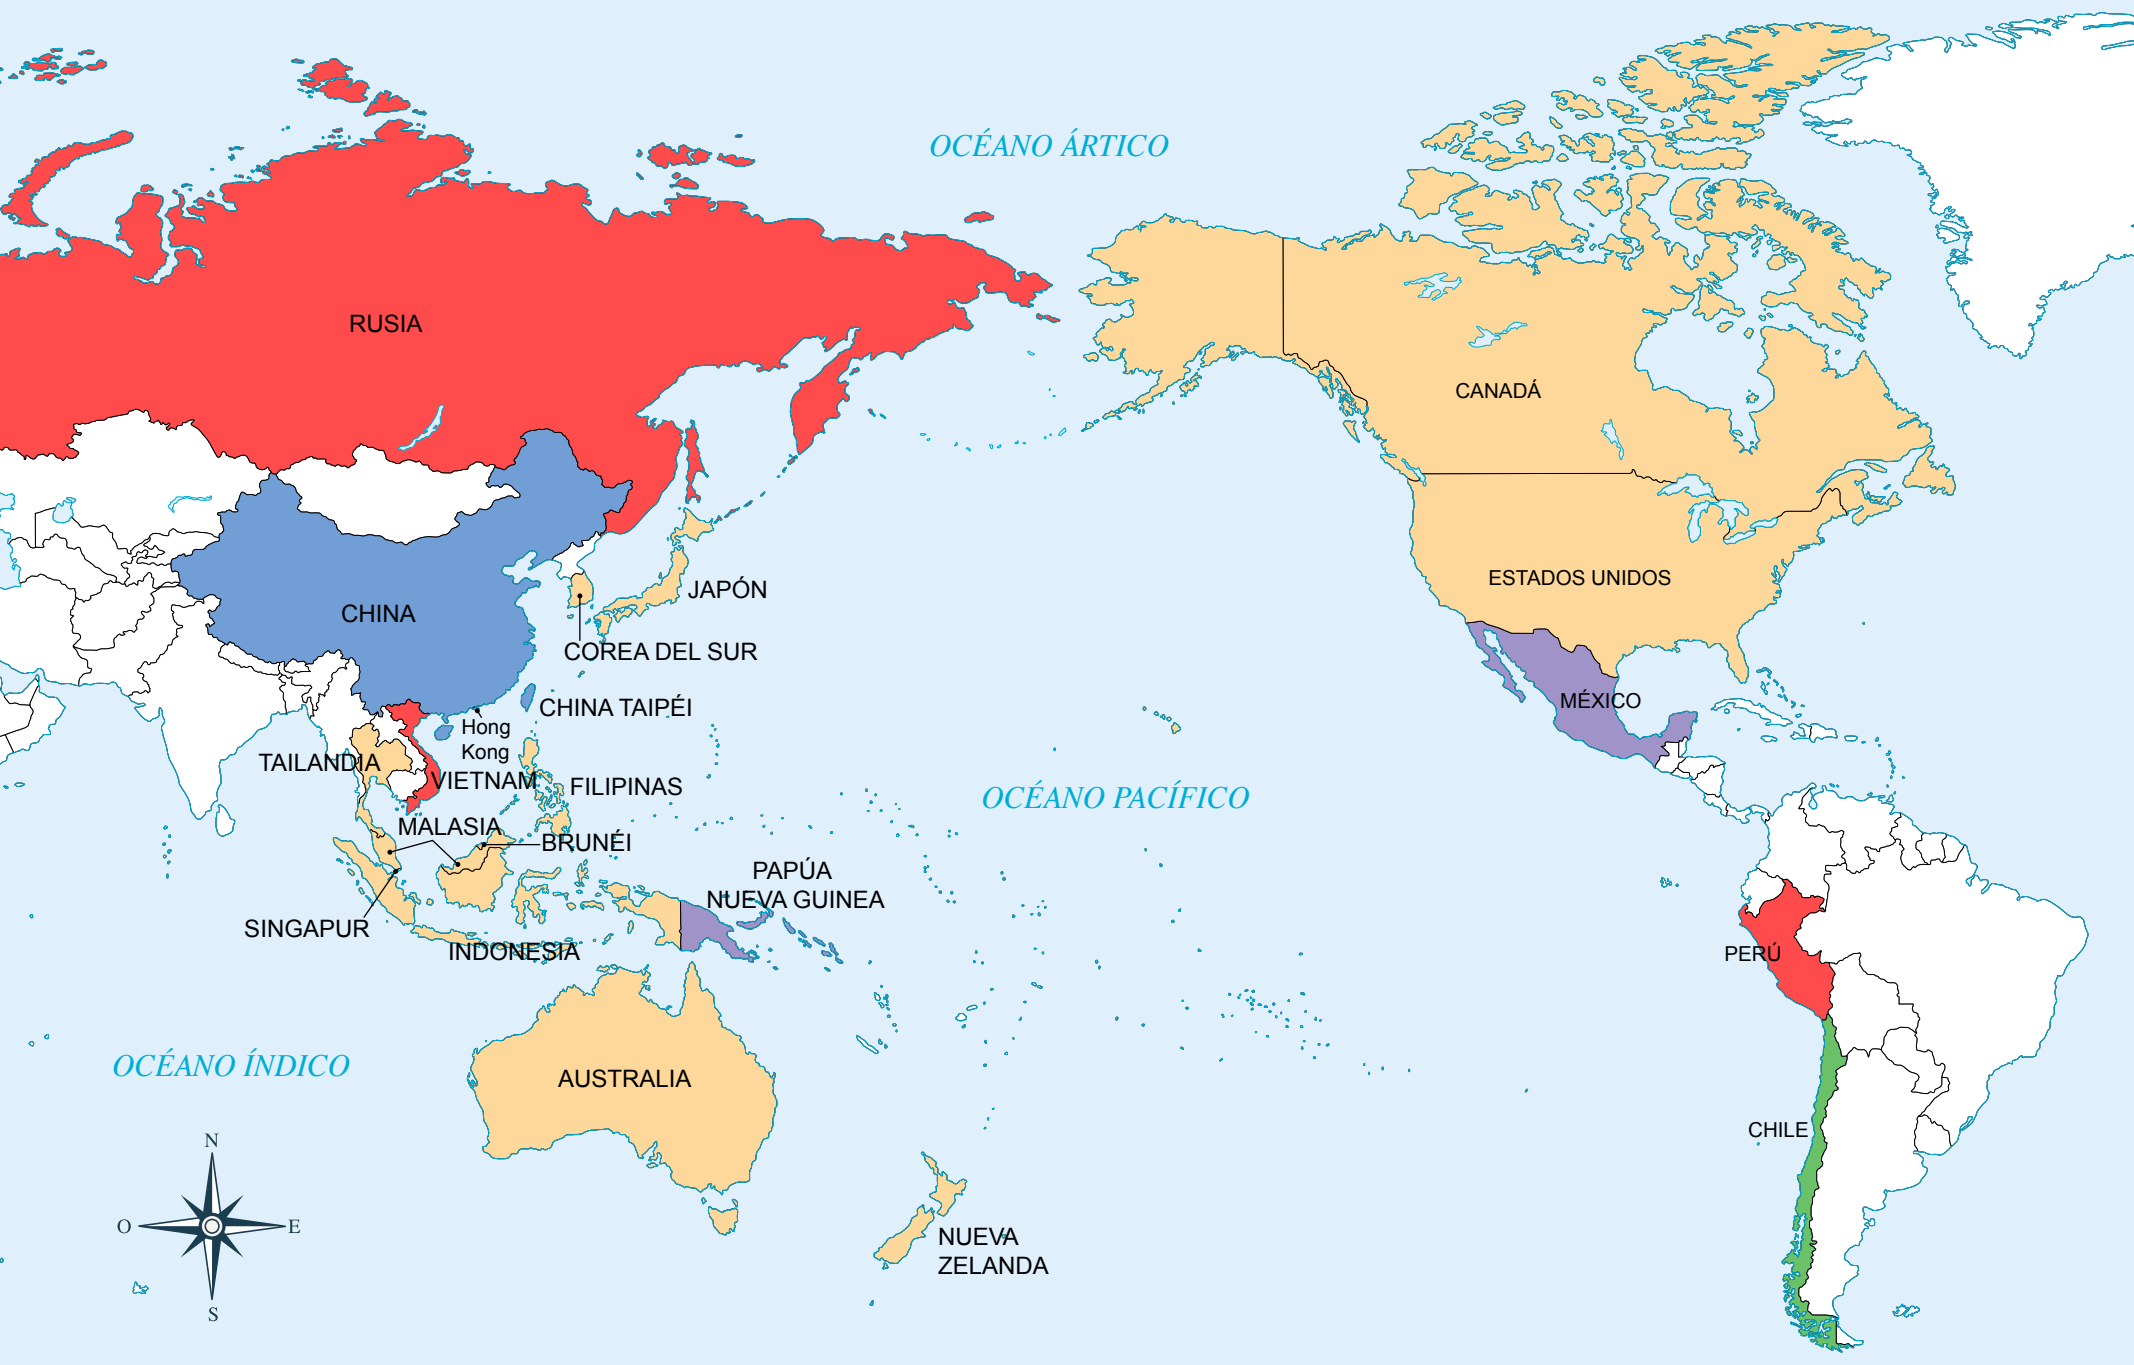 OCÉANO ÁRTICO
RUSIA
CANADÁ
ESTADOS UNIDOS
JAPÓN
CHINA
COREA DEL SUR
MÉXICO
CHINA TAIPÉI
Hong
Kong
TAILANDIA
VIETNAM
FILIPINAS
OCÉANO PACÍFICO
MALASIA
BRUNÉI
PAPÚA
NUEVA GUINEA
SINGAPUR
INDONESIA
PERÚ
OCÉANO ÍNDICO
AUSTRALIA
CHILE
N
O
E
S
NUEVA
ZELANDA